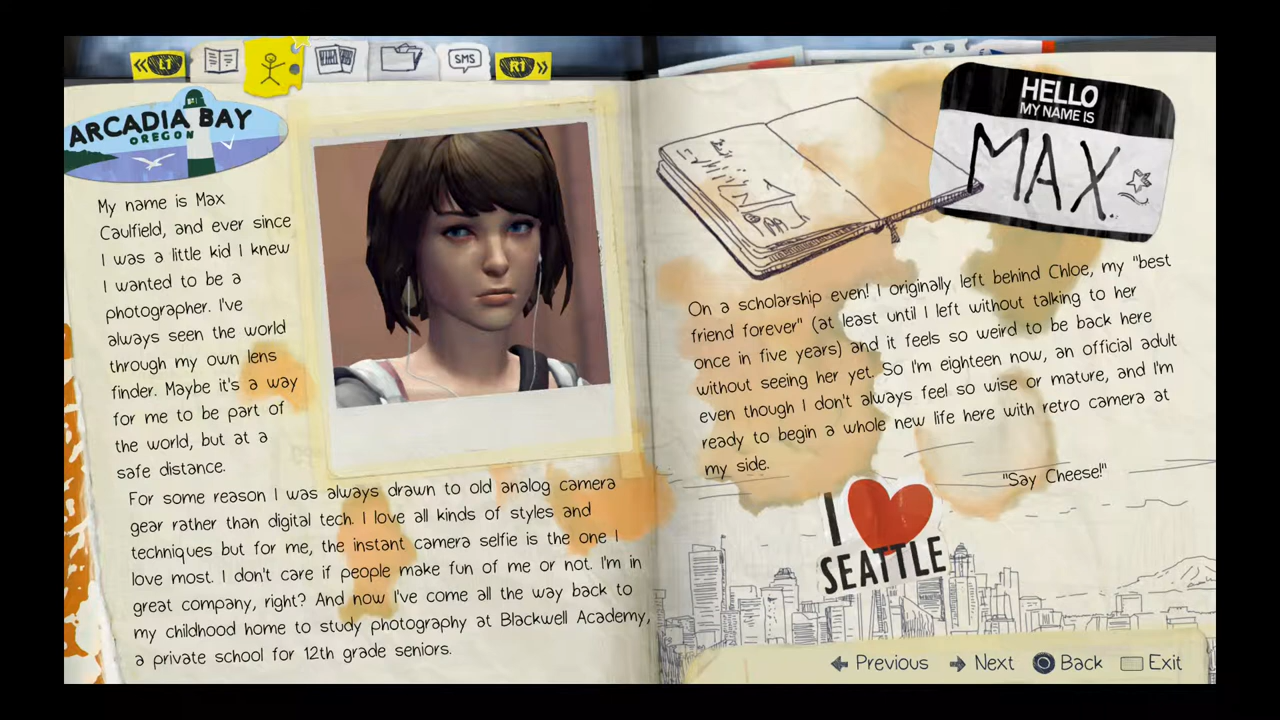 L1
SMS
R1
ARCADIA BAY
OREGON
My name is Max
Caulfield, and ever since
I was a little kid I knew
I wanted to be a
photographer. I've
always seen the world
through my own lens
finder. Maybe it's a way
for me to be part of
the world, but at a
safe distance.
For some reason I was always drawn to old analog camera
gear rather than digital tech. I love all kinds of styles and
techniques but for me, the instant camera selfie is the one I
love most. I don't care if people make fun of me or not. I'm in
great company, right? And now I've come all the way back to
my childhood home to study photography at Blackwell Academy,
a private school for 12th grade seniors.
HELLO
MY NAME IS
MAX
On a scholarship even! I originally left behind Chloe, my "best
friend forever" (at least until I left without talking to her
once in five years) and it feels so weird to be back here
without seeing her yet. So I'm eighteen now, an official adult
even though I don't always feel so wise or mature, and I'm
ready to begin a whole new life here with retro camera at
my side.
"Say Cheese!"
I
SEATTLE
Previous Next Back Exit